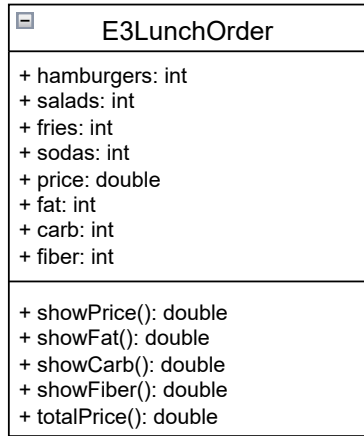 E3LunchOrder
+ hamburgers: int
+ salads: int
+ fries: int
+ sodas: int
+ price: double
+ fat: int
+ carb: int
+ fiber: int
+ showPrice(): double
+ showFat(): double
+ showCarb(): double
+ showFiber(): double
+ totalPrice(): double